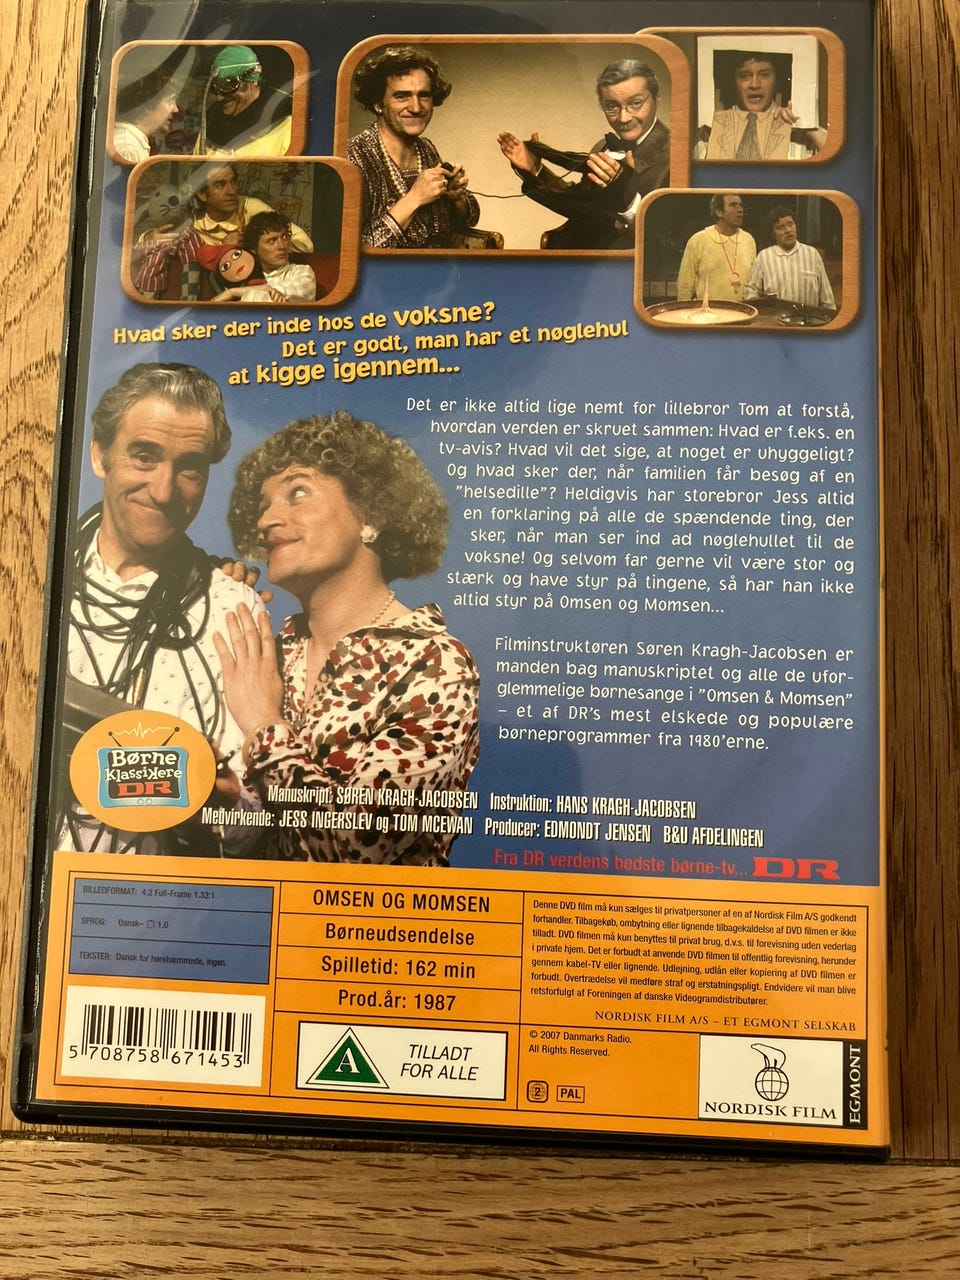 Hvad sker der inde hos de voksne?
Det er godt, man har et nøglehul
at kigge igennem...
Det er ikke altid lige nemt for lillebror Tom at forstå,
hvordan verden er skruet sammen: Hvad er f.eks. en
tv-avis? Hvad vil det sige, at noget er uhyggeligt?
Og hvad sker der, når familien får besøg af en
"helsedille"? Heldigvis har storebror Jess altid
en forklaring på alle de spændende ting, der
sker, når man ser ind ad nøglehullet til de
voksne! Og selvom far gerne vil være stor og
stærk og have styr på tingene, så har han ikke
altid styr på Omsen og Momsen...
Filminstruktøren Søren Kragh-Jacobsen er
manden bag manuskriptet og alle de ufor-
glemmelige børnesange i "Omsen & Momsen"
– et af DR's mest elskede og populære
børneprogrammer fra 1980'erne.
Børne
Klassikere
DR
Manuskript: SØREN KRAGH-JACOBSEN Instruktion: HANS KRAGH-JACOBSEN
Medvirkende: JESS INGERSLEV og TOM MCEWAN Producer: EDMONDT JENSEN B&U AFDELINGEN
Fra DR verdens bedste børne-tv... DR
BILLEDFORMAT: 4:3 Full-Frame 1.33:1
SPROG: Dansk– 1.0
TEKSTER: Dansk for hørehæmmede, ingen.
OMSEN OG MOMSEN
Børneudsendelse
Spilletid: 162 min
Prod.år: 1987
Denne DVD film må kun sælges til privatpersoner af en af Nordisk Film A/S godkendt
forhandler. Tilbagekøb, ombytning eller lignende tilbagekaldelse af DVD filmen er ikke
tilladt. DVD filmen må kun benyttes til privat brug, d.v.s. til forevisning uden vederlag
i private hjem. Det er forbudt at anvende DVD filmen til offentlig forevisning, herunder
gennem kabel-TV eller lignende. Udlejning, udlån eller kopiering af DVD filmen er
forbudt. Overtrædelse vil medføre straf og erstatningspligt. Endvidere vil man blive
retsforfulgt af Foreningen af danske Videogramdistributører.
NORDISK FILM A/S – ET EGMONT SELSKAB
5 708758 671453
A
TILLADT
FOR ALLE
© 2007 Danmarks Radio.
All Rights Reserved.
2 PAL
NORDISK FILM
EGMONT